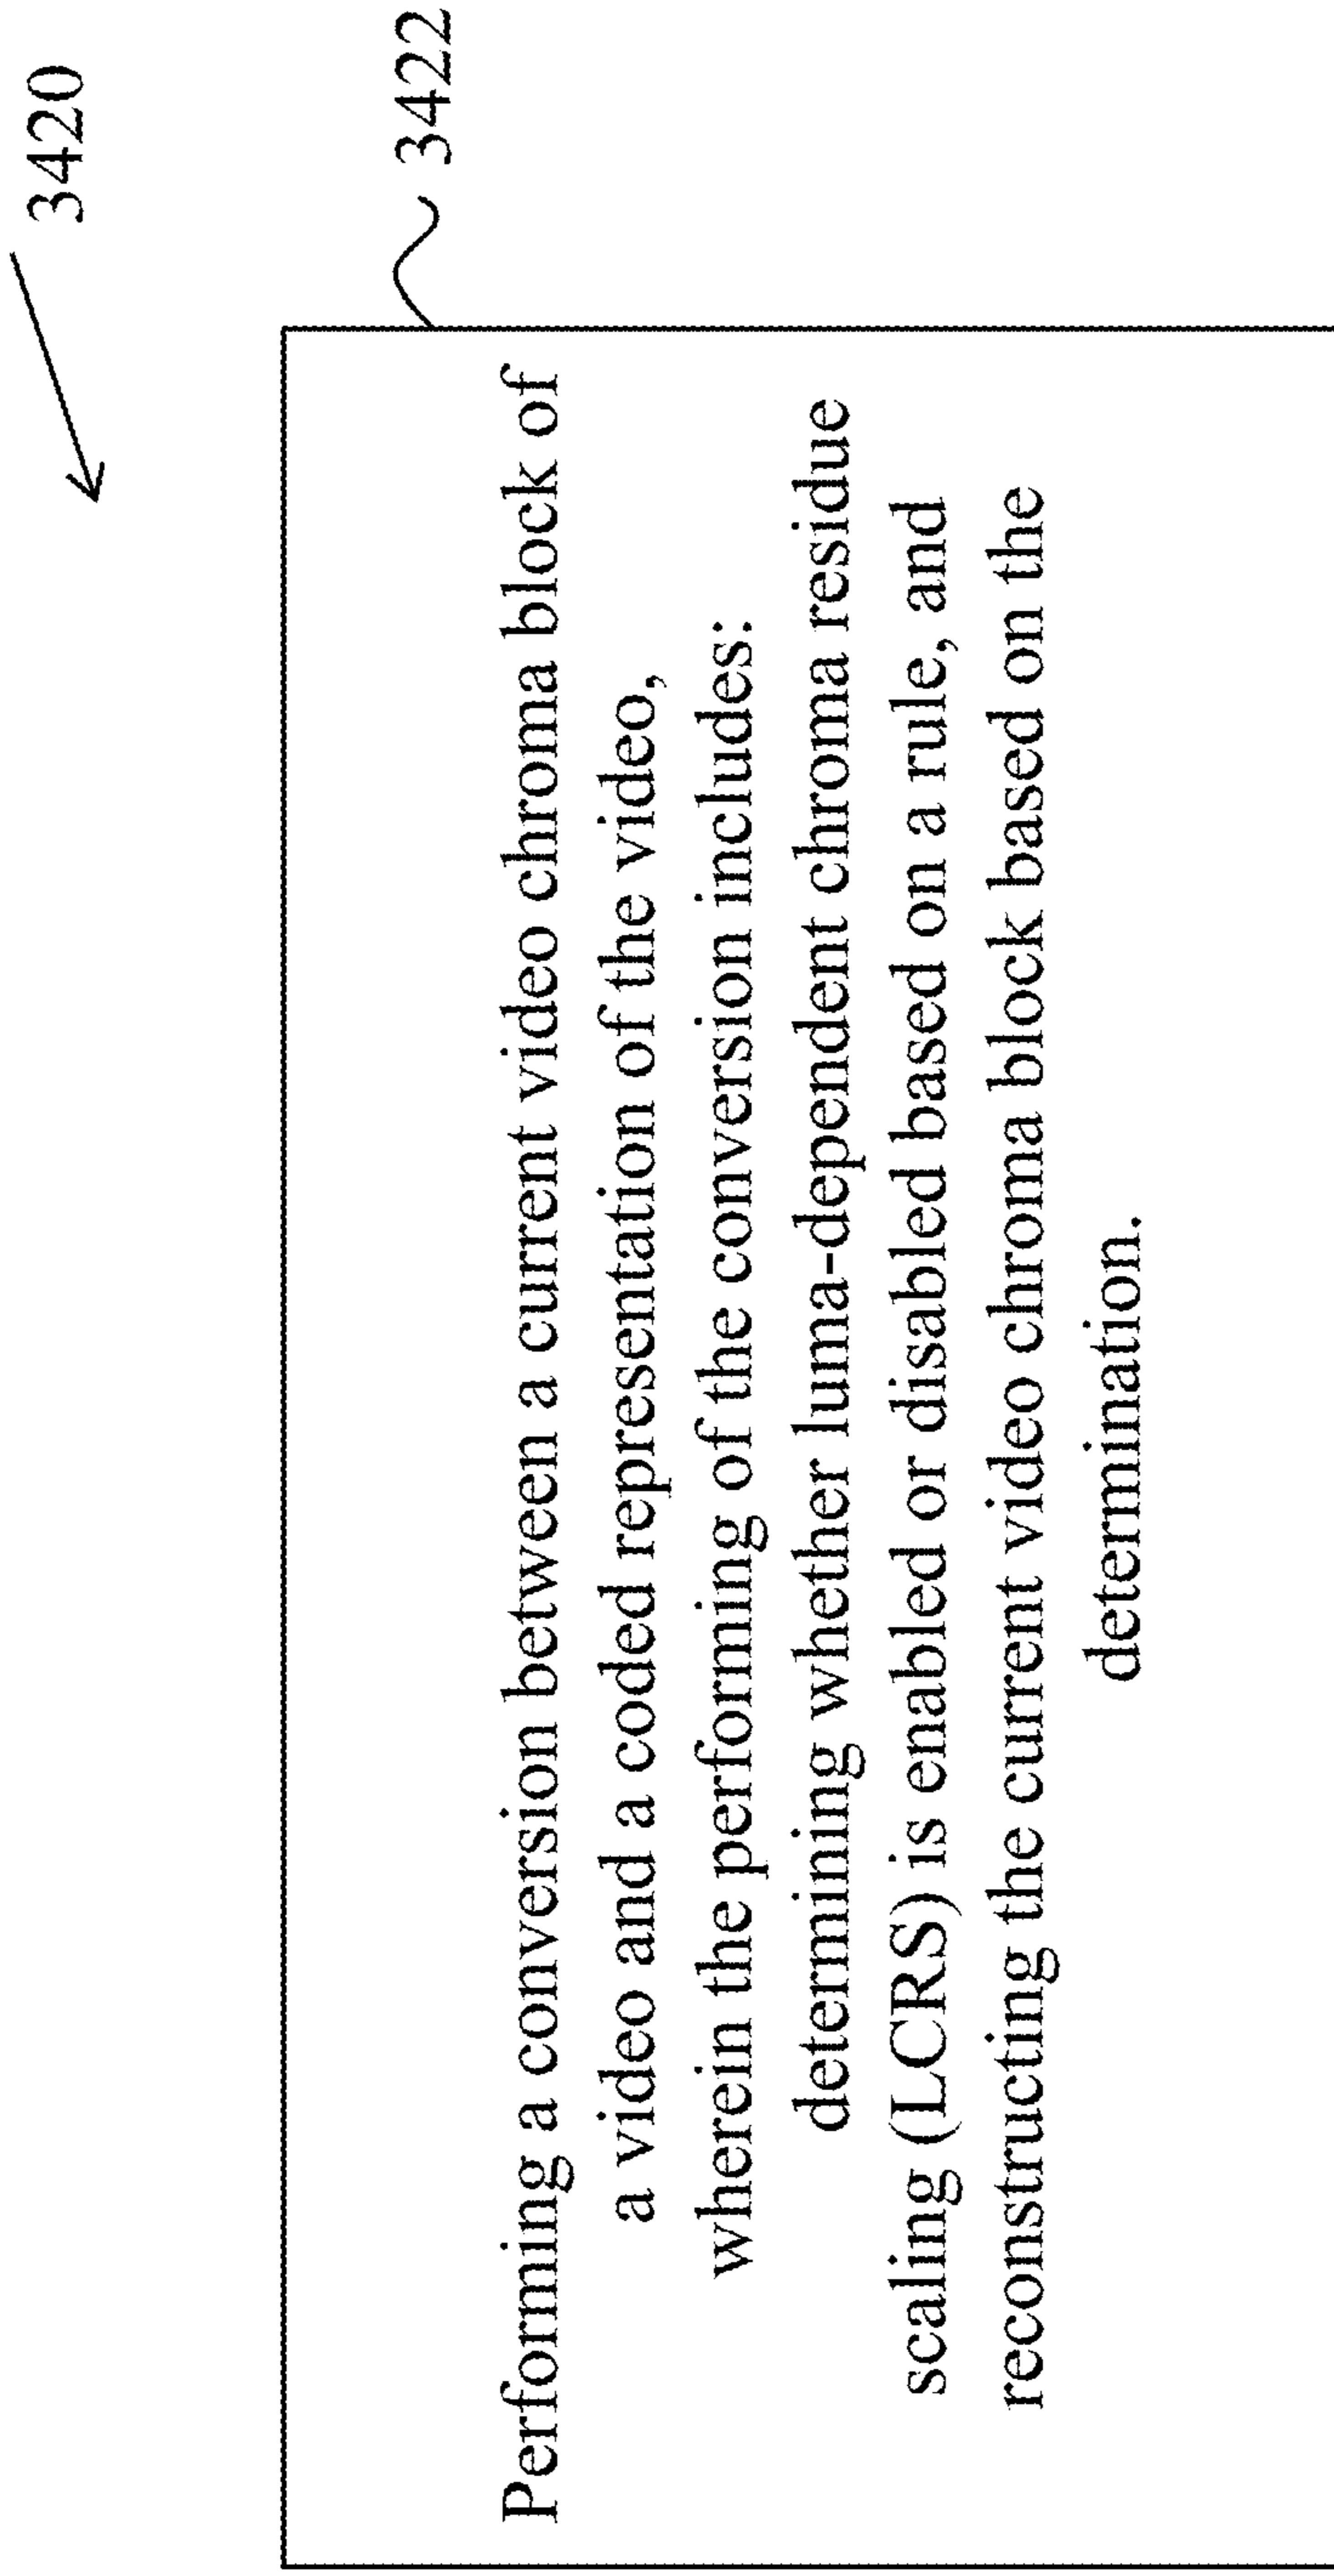 3420
3422
Performing a conversion between a current video chroma block of
a video and a coded representation of the video,
wherein the performing of the conversion includes:
determining whether luma-dependent chroma residue
scaling (LCRS) is enabled or disabled based on a rule, and
reconstructing the current video chroma block based on the
determination.